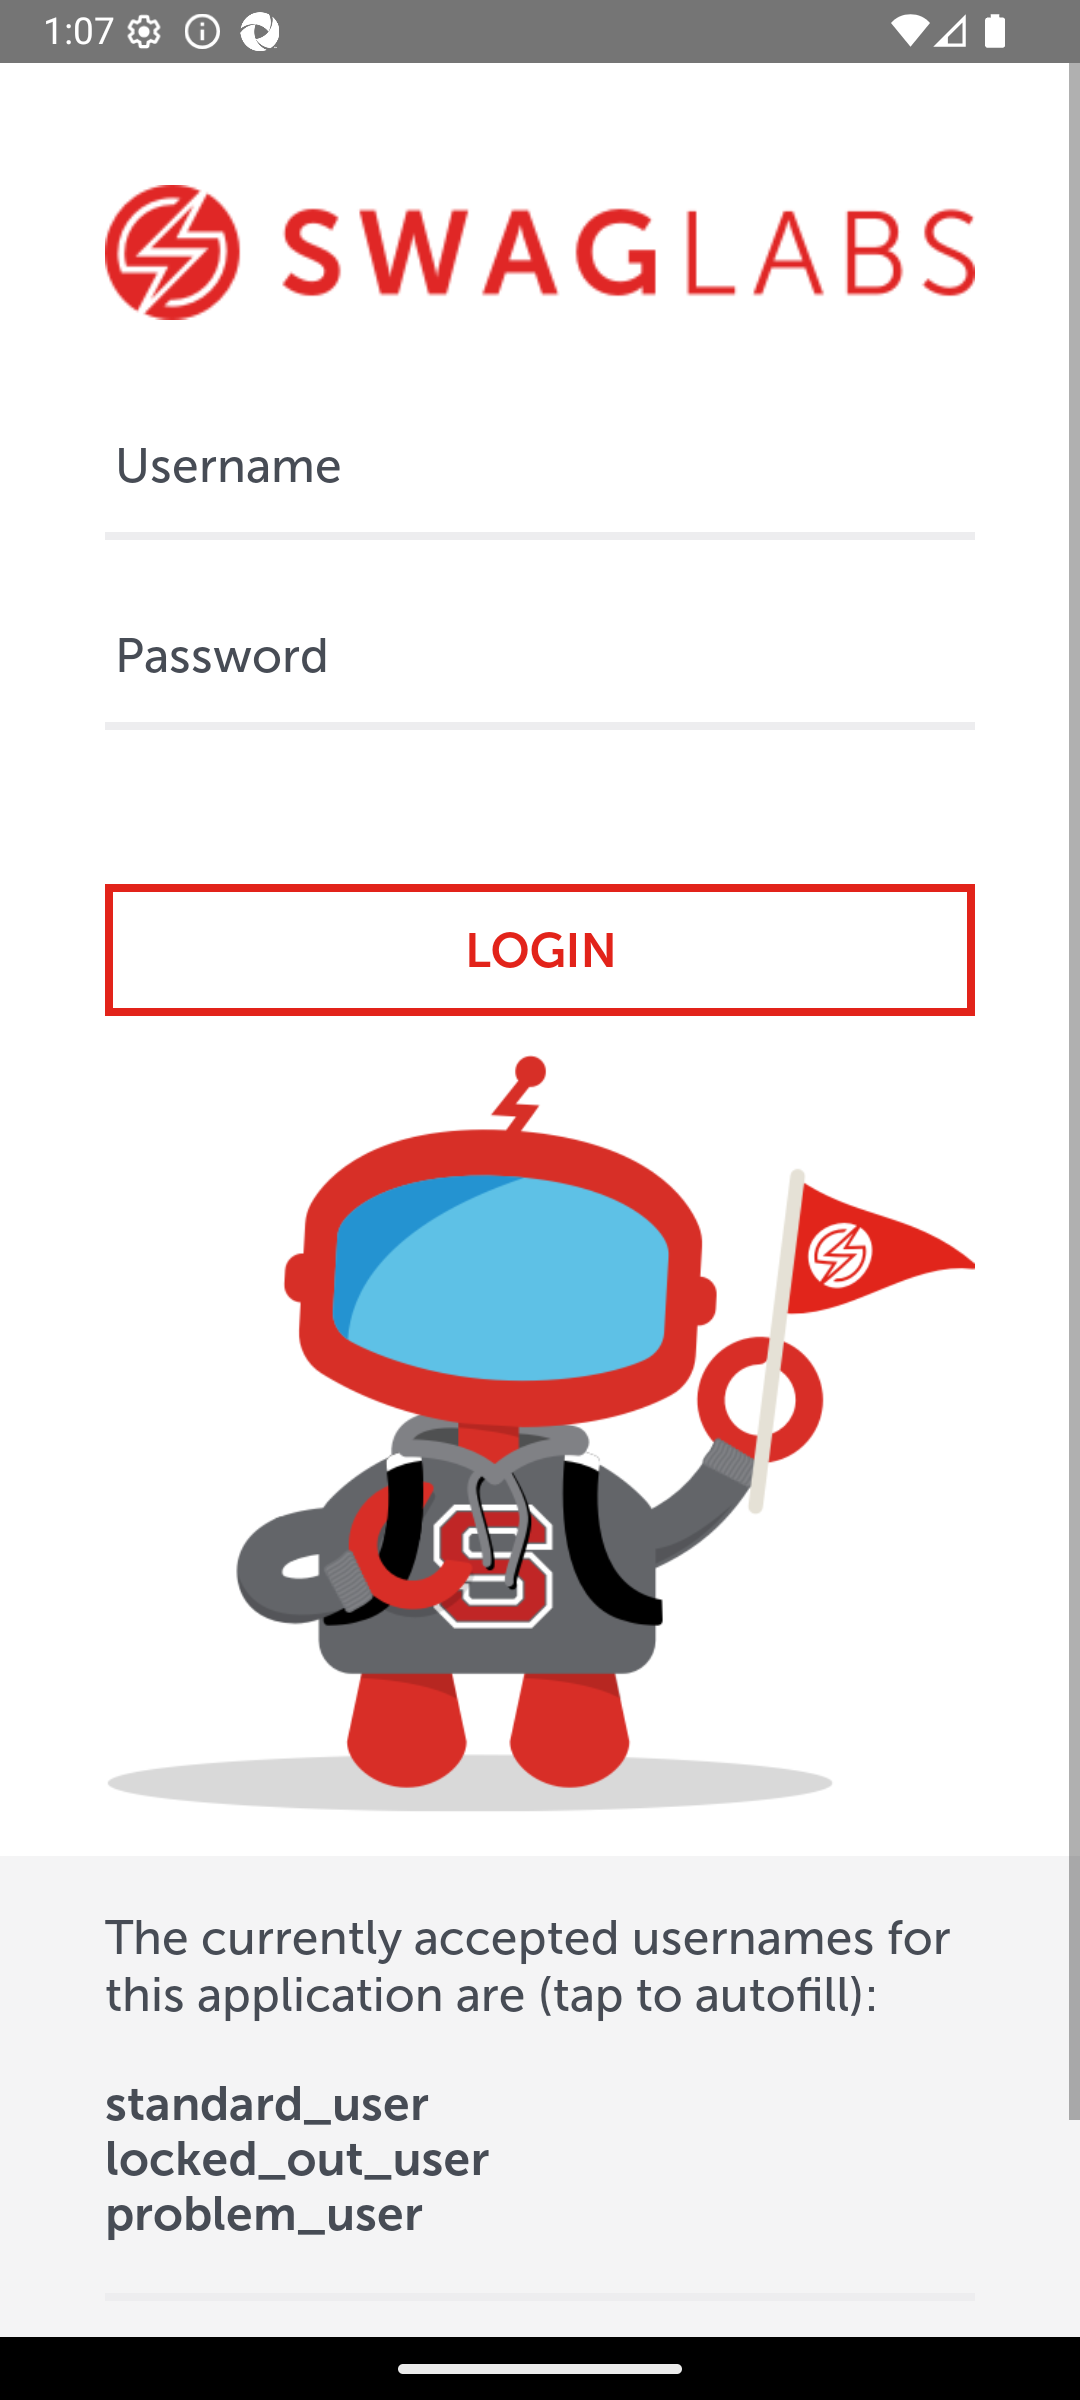 1:07
SWAGLABS
Username
Password
LOGIN
S
The currently accepted usernames for
this application are (tap to autofill):
standard_user
locked_out_user
problem_user